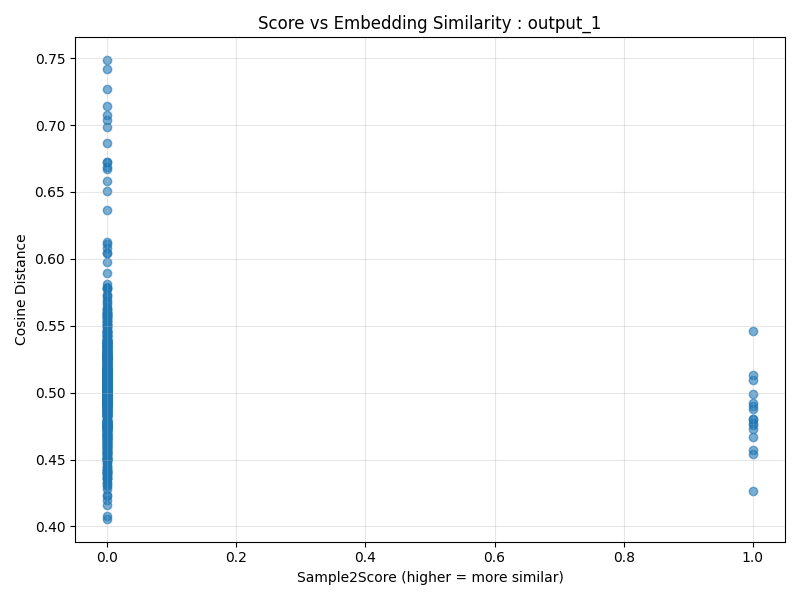 Score vs Embedding Similarity : output_1
0.75
0.70
0.65
0.60
0.55
0.50
0.45
0.40
Cosine Distance
0.0 0.2 0.4 0.6 0.8 1.0
Sample2Score (higher = more similar)